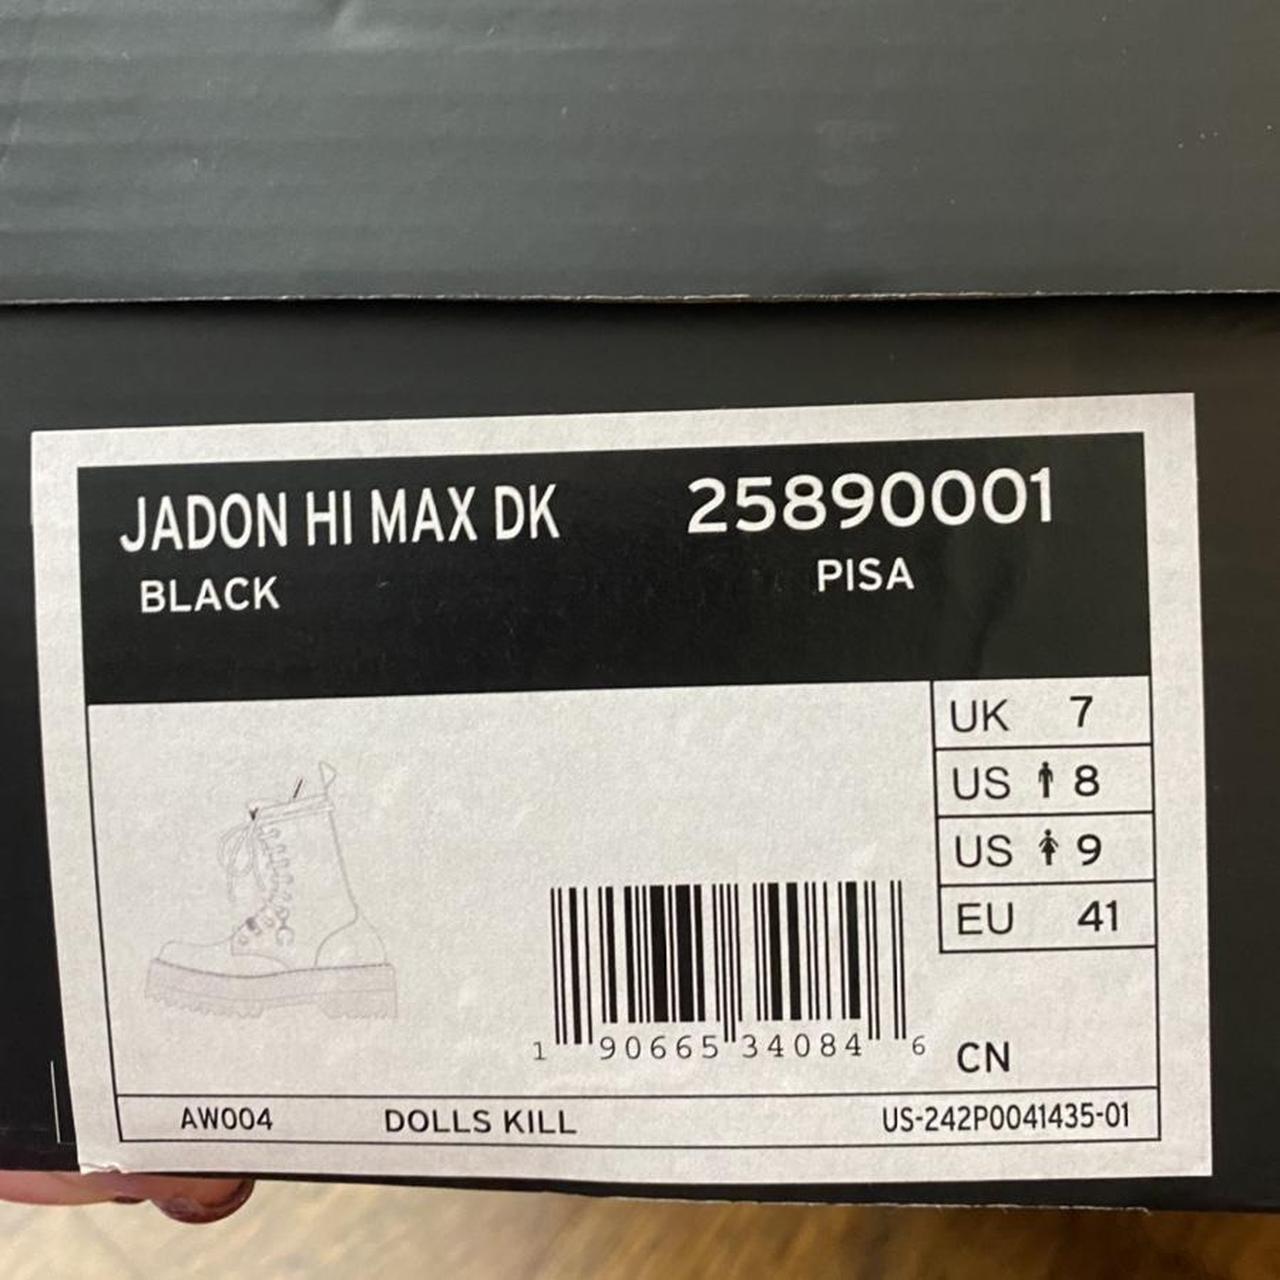 JADON HI MAX DK 25890001
BLACK PISA
UK 7
US 8
US 9
EU 41
1 90665 34084 6
CN
AW004 DOLLS KILL US-242P0041435-01